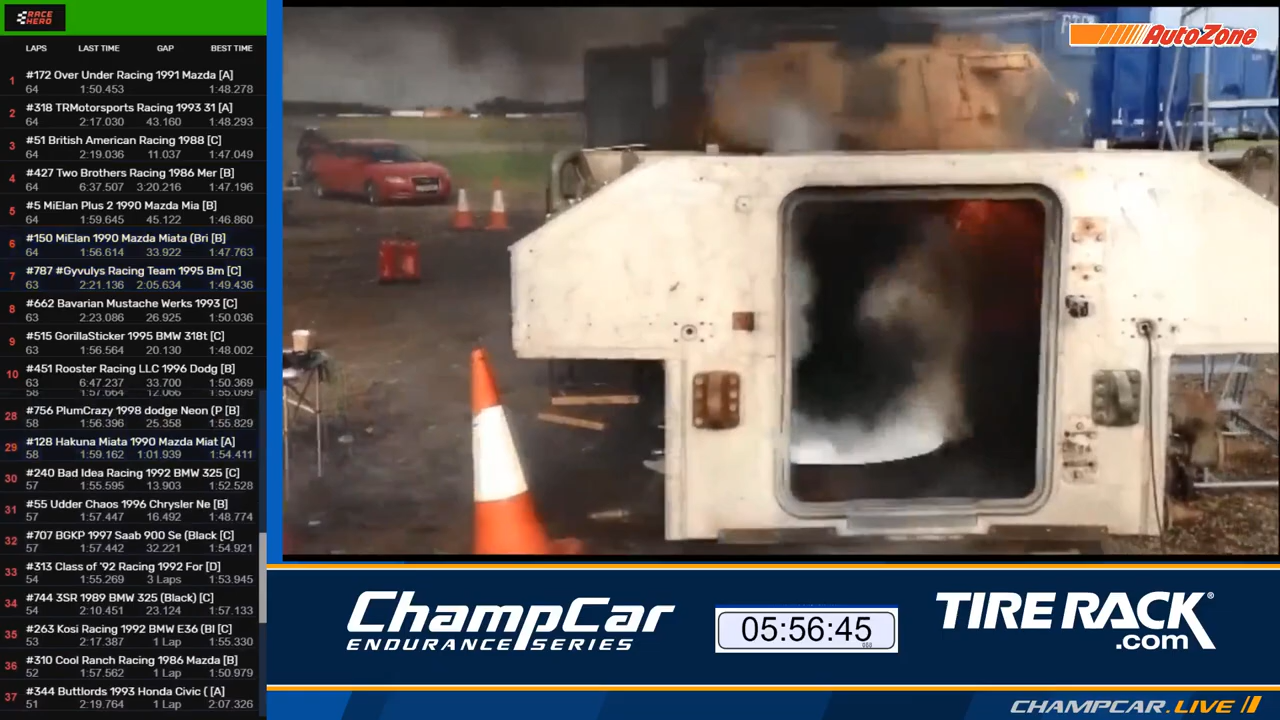 RACE
HERO
LAPS LAST TIME GAP BEST TIME
1 #172 Over Under Racing 1991 Mazda [A]
64 1:50.453 1:48.278
2 #318 TRMotorsports Racing 1993 31 [A]
64 2:17.030 43.160 1:48.293
3 #51 British American Racing 1988 [C]
64 2:19.036 11.037 1:47.049
4 #427 Two Brothers Racing 1986 Mer [B]
64 6:37.507 3:20.216 1:47.196
5 #5 MiElan Plus 2 1990 Mazda Mia [B]
64 1:59.645 45.122 1:46.860
6 #150 MiElan 1990 Mazda Miata (Bri [B]
64 1:56.614 33.922 1:47.763
7 #787 #Gyvulys Racing Team 1995 Bm [C]
63 2:21.136 2:05.634 1:49.436
8 #662 Bavarian Mustache Werks 1993 [C]
63 2:23.086 26.925 1:50.036
9 #515 GorillaSticker 1995 BMW 318t [C]
63 1:56.564 20.130 1:48.002
10 #451 Rooster Racing LLC 1996 Dodg [B]
63 6:47.237 33.700 1:50.369
58 1:57.664 12.066 1:55.099
28 #756 PlumCrazy 1998 dodge Neon (P [B]
58 1:56.396 25.358 1:55.829
29 #128 Hakuna Miata 1990 Mazda Miat [A]
58 1:59.162 1:01.939 1:54.411
30 #240 Bad Idea Racing 1992 BMW 325 [C]
57 1:55.595 13.903 1:52.528
31 #55 Udder Chaos 1996 Chrysler Ne [B]
57 1:57.447 16.492 1:48.774
32 #707 BGKP 1997 Saab 900 Se (Black [C]
57 1:57.442 32.221 1:54.921
33 #313 Class of '92 Racing 1992 For [D]
54 1:55.269 3 Laps 1:53.945
34 #744 3SR 1989 BMW 325 (Black) [C]
54 2:10.451 23.124 1:57.133
35 #263 Kosi Racing 1992 BMW E36 (Bl [C]
53 2:17.387 1 Lap 1:55.330
36 #310 Cool Ranch Racing 1986 Mazda [B]
52 1:57.562 1 Lap 1:50.979
37 #344 Buttlords 1993 Honda Civic ( [A]
51 2:19.764 1 Lap 2:07.326
AutoZone
ChampCar
ENDURANCE SERIES
05:56:45
TIRE RACK®
.com
CHAMPCAR.LIVE